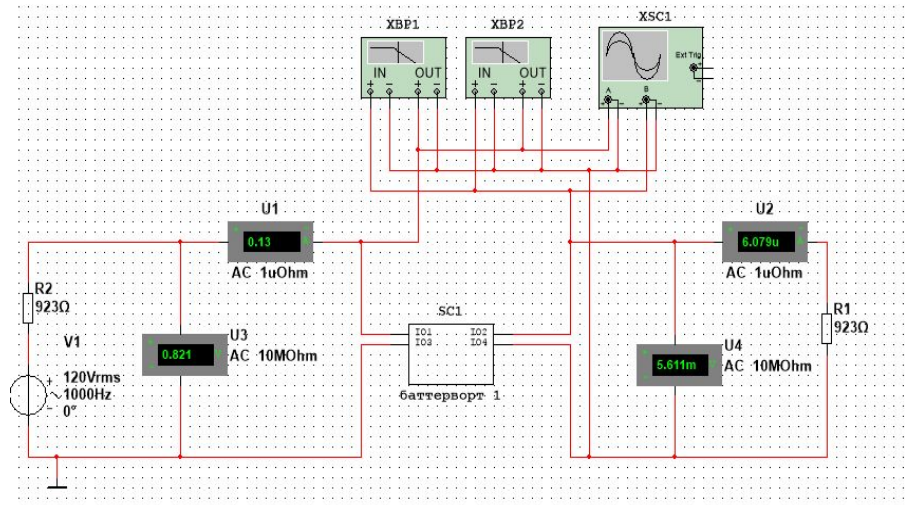 XBP1
XBP2
XSC1
IN OUT
IN OUT
Ext Trig
A B
U1
0.13
AC 1uOhm
U2
6.079u
AC 1uOhm
R2
923Ω
V1
120Vrms
1000Hz
0°
U3
0.821
AC 10MOhm
SC1
IO1 IO2
IO3 IO4
баттерворт 1
U4
5.611m
AC 10MOhm
R1
923Ω